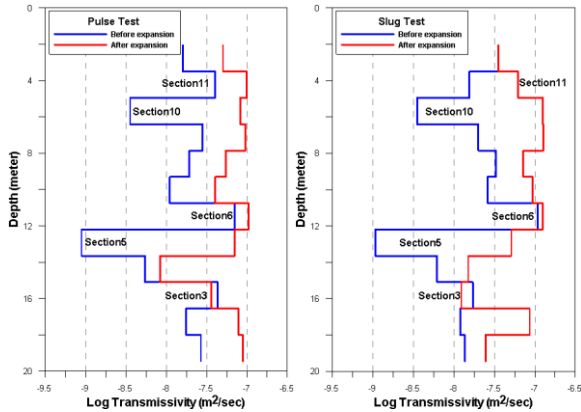 Pulse Test
Before expansion
After expansion
Section11
Section10
Section6
Section5
Section3
0
4
8
12
16
20
Depth (meter)
-9.5 -9 -8.5 -8 -7.5 -7 -6.5
Log Transmissivity (m²/sec)
Slug Test
Before expansion
After expansion
Section11
Section10
Section6
Section5
Section3
0
4
8
12
16
20
Depth (meter)
-9.5 -9 -8.5 -8 -7.5 -7 -6.5
Log Transmissivity (m²/sec)